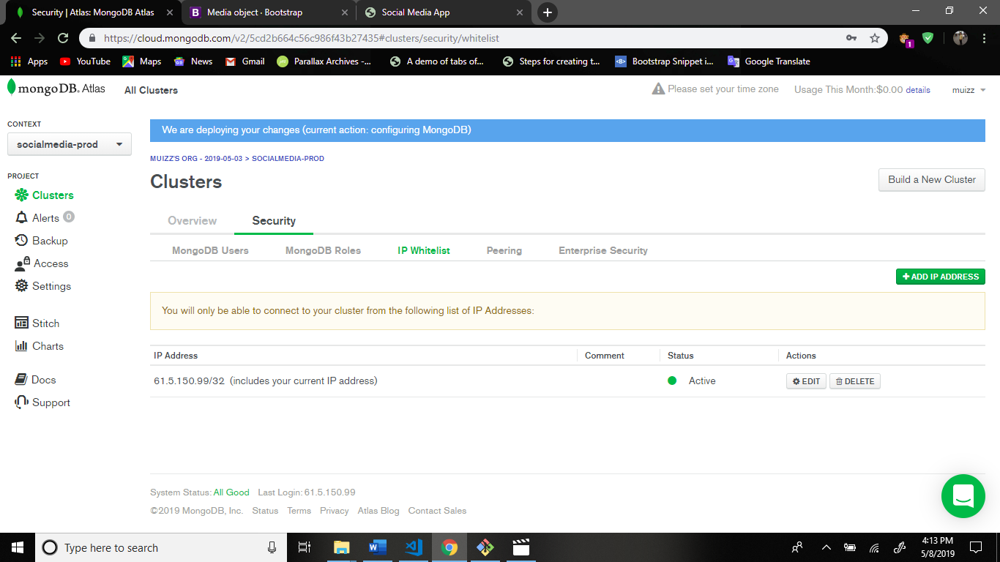 Security | Atlas: MongoDB Atlas
Media object · Bootstrap
Social Media App
https://cloud.mongodb.com/v2/5cd2b664c56c986f43b27435#clusters/security/whitelist
1
Apps YouTube Maps News Gmail Parallax Archives -... A demo of tabs of... Steps for creating t... Bootstrap Snippet i... Google Translate
mongoDB. Atlas All Clusters Please set your time zone Usage This Month:$0.00 details muizz
CONTEXT
socialmedia-prod
PROJECT
Clusters
Alerts 0
Backup
Access
Settings
Stitch
Charts
Docs
Support
We are deploying your changes (current action: configuring MongoDB)
MUIZZ'S ORG - 2019-05-03 > SOCIALMEDIA-PROD
Clusters
Build a New Cluster
Overview Security
MongoDB Users MongoDB Roles IP Whitelist Peering Enterprise Security
+ ADD IP ADDRESS
You will only be able to connect to your cluster from the following list of IP Addresses:
IP Address Comment Status Actions
61.5.150.99/32 (includes your current IP address) Active EDIT DELETE
System Status: All Good Last Login: 61.5.150.99
©2019 MongoDB, Inc. Status Terms Privacy Atlas Blog Contact Sales
Type here to search
4:13 PM
5/8/2019